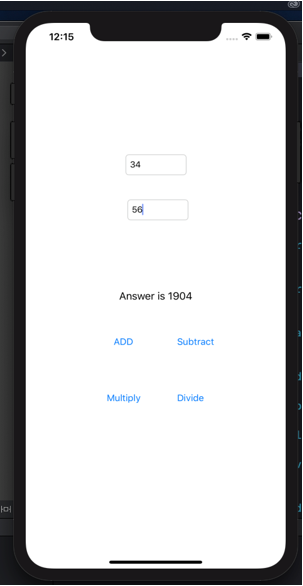 12:15
34
56
Answer is 1904
ADD Subtract
Multiply Divide